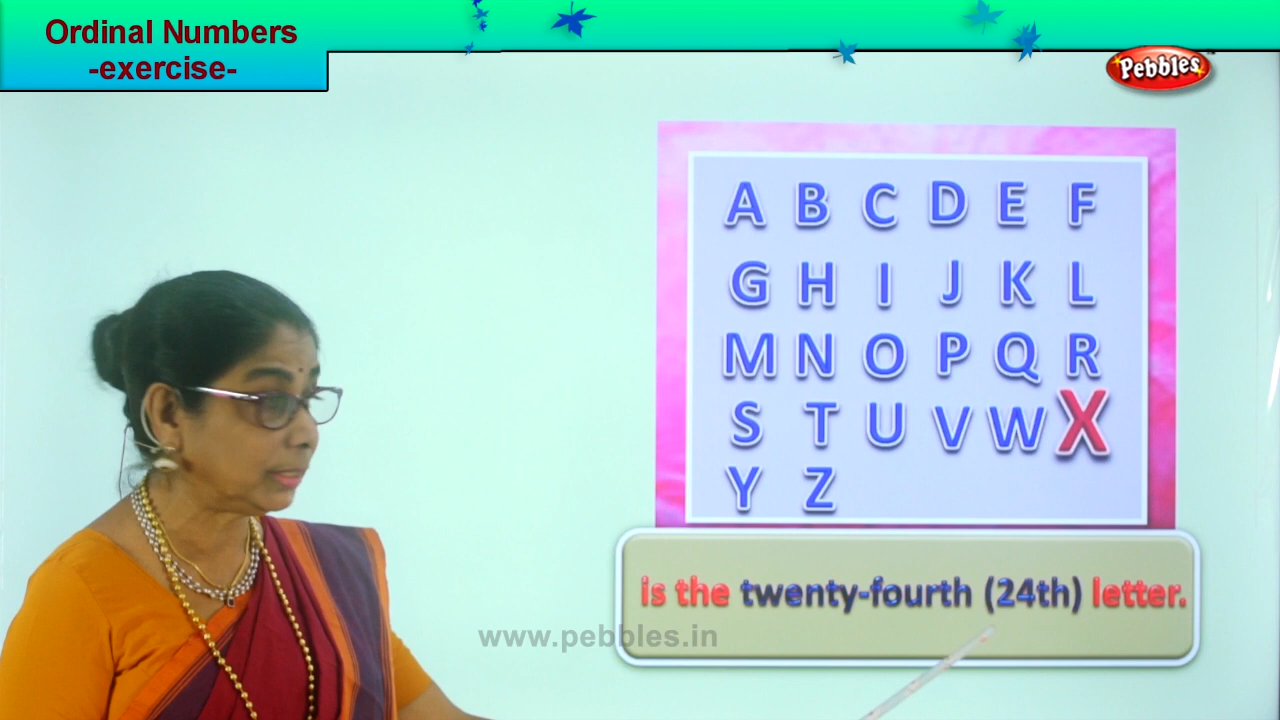 Ordinal Numbers
-exercise-
Pebbles
A B C D E F
G H I J K L
M N O P Q R
S T U V W X
Y Z
is the twenty-fourth (24th) letter.
www.pebbles.in